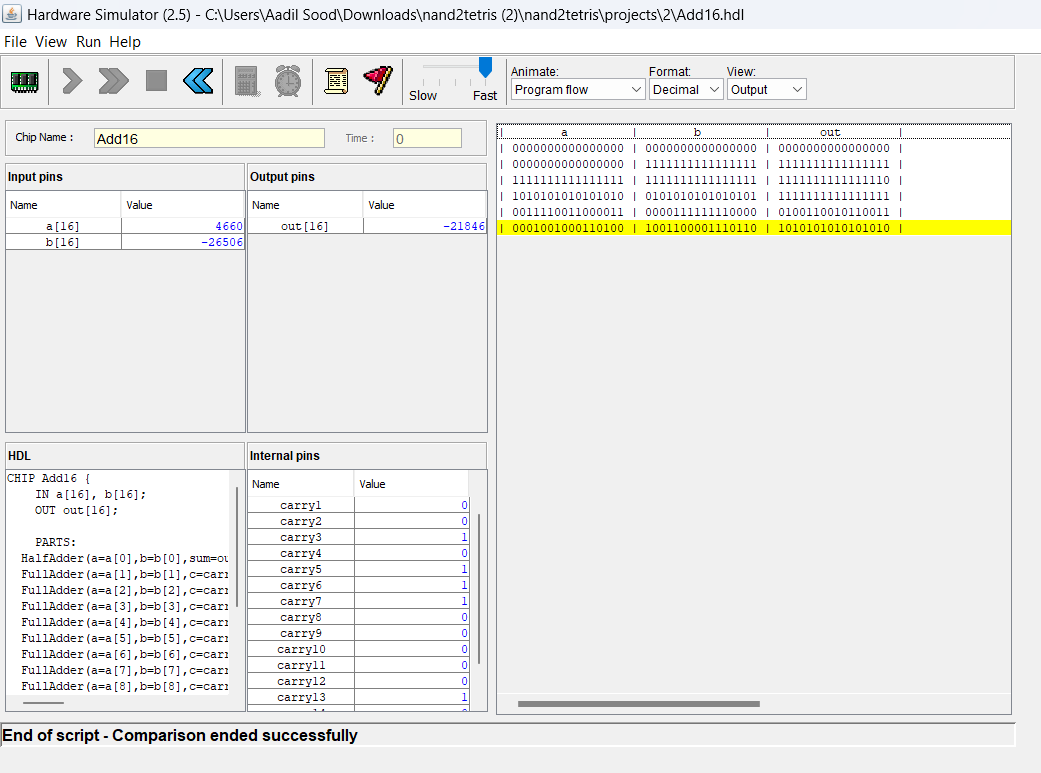 Hardware Simulator (2.5) - C:\Users\Aadil Sood\Downloads\nand2tetris (2)\nand2tetris\projects\2\Add16.hdl
File View Run Help
Slow Fast
Animate: Format: View:
Program flow Decimal Output
Chip Name : Add16 Time : 0
Input pins
Name Value
a[16] 4660
b[16] -26506
Output pins
Name Value
out[16] -21846
HDL
CHIP Add16 {
IN a[16], b[16];
OUT out[16];
PARTS:
HalfAdder(a=a[0],b=b[0],sum=ou
FullAdder(a=a[1],b=b[1],c=carr
FullAdder(a=a[2],b=b[2],c=carr
FullAdder(a=a[3],b=b[3],c=carr
FullAdder(a=a[4],b=b[4],c=carr
FullAdder(a=a[5],b=b[5],c=carr
FullAdder(a=a[6],b=b[6],c=carr
FullAdder(a=a[7],b=b[7],c=carr
FullAdder(a=a[8],b=b[8],c=carr
Internal pins
Name Value
carry1 0
carry2 0
carry3 1
carry4 0
carry5 1
carry6 1
carry7 1
carry8 0
carry9 0
carry10 0
carry11 0
carry12 0
carry13 1
| a | b | out |
| 0000000000000000 | 0000000000000000 | 0000000000000000 |
| 0000000000000000 | 1111111111111111 | 1111111111111111 |
| 1111111111111111 | 1111111111111111 | 1111111111111110 |
| 1010101010101010 | 0101010101010101 | 1111111111111111 |
| 0011110011000011 | 0000111111110000 | 0100110010110011 |
| 0001001000110100 | 1001100001110110 | 1010101010101010 |
End of script - Comparison ended successfully